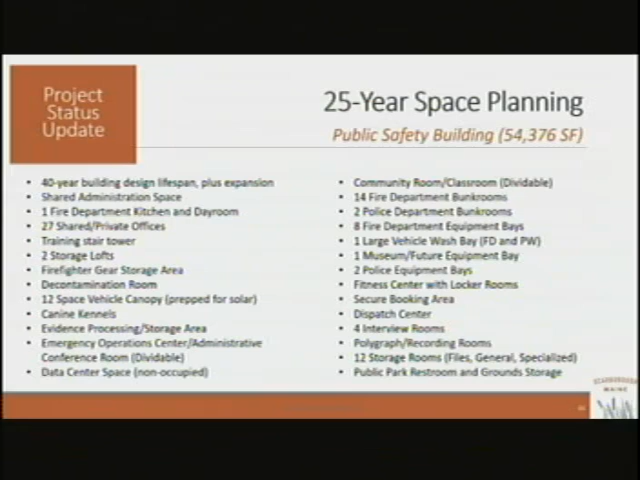 Project
Status
Update
25-Year Space Planning
Public Safety Building (54,376 SF)
• 40-year building design lifespan, plus expansion
• Shared Administration Space
• 1 Fire Department Kitchen and Dayroom
• 27 Shared/Private Offices
• Training stair tower
• 2 Storage Lofts
• Firefighter Gear Storage Area
• Decontamination Room
• 12 Space Vehicle Canopy (prepped for solar)
• Canine Kennels
• Evidence Processing/Storage Area
• Emergency Operations Center/Administrative
Conference Room (Dividable)
• Data Center Space (non-occupied)
• Community Room/Classroom (Dividable)
• 14 Fire Department Bunkrooms
• 2 Police Department Bunkrooms
• 8 Fire Department Equipment Bays
• 1 Large Vehicle Wash Bay (FD and PW)
• 1 Museum/Future Equipment Bay
• 2 Police Equipment Bays
• Fitness Center with Locker Rooms
• Secure Booking Area
• Dispatch Center
• 4 Interview Rooms
• Polygraph/Recording Rooms
• 12 Storage Rooms (Files, General, Specialized)
• Public Park Restroom and Grounds Storage
SCARBOROUGH
MAINE